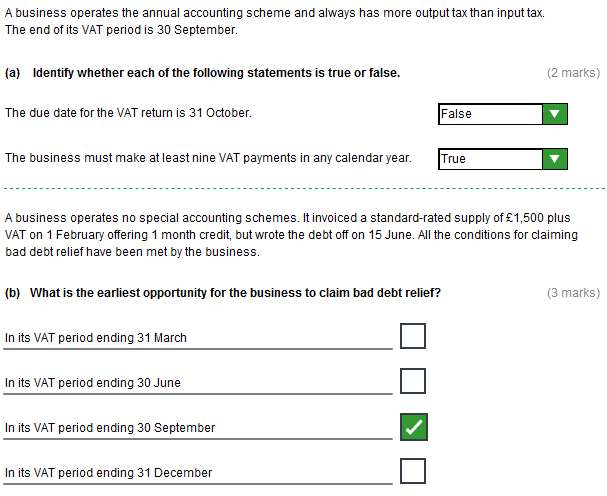 A business operates the annual accounting scheme and always has more output tax than input tax.
The end of its VAT period is 30 September.
(a) Identify whether each of the following statements is true or false. (2 marks)
The due date for the VAT return is 31 October. False
The business must make at least nine VAT payments in any calendar year. True
A business operates no special accounting schemes. It invoiced a standard-rated supply of £1,500 plus
VAT on 1 February offering 1 month credit, but wrote the debt off on 15 June. All the conditions for claiming
bad debt relief have been met by the business.
(b) What is the earliest opportunity for the business to claim bad debt relief? (3 marks)
In its VAT period ending 31 March
In its VAT period ending 30 June
In its VAT period ending 30 September
In its VAT period ending 31 December